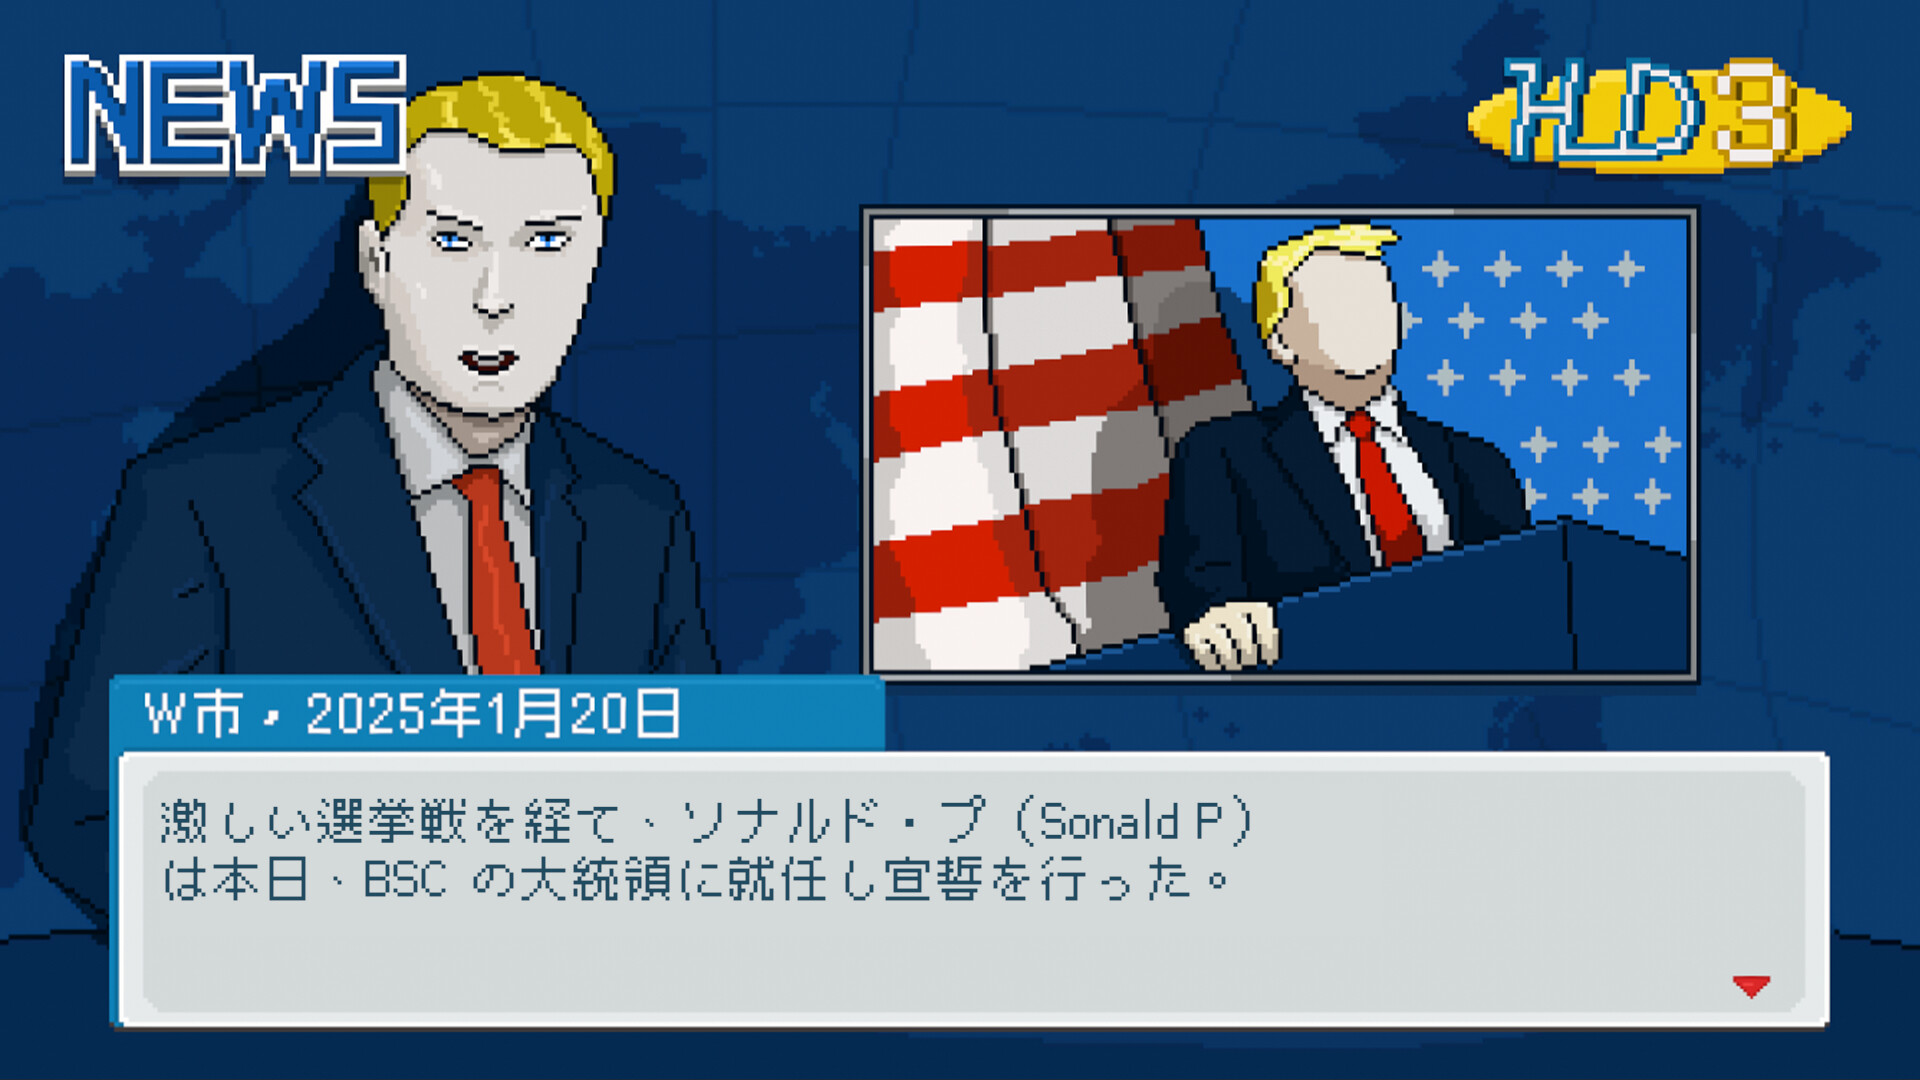 NEWS
HD3
W市・2025年1月20日
激しい選挙戦を経て、ソナルド・プ（Sonald P）
は本日、BSC の大統領に就任し宣誓を行った。